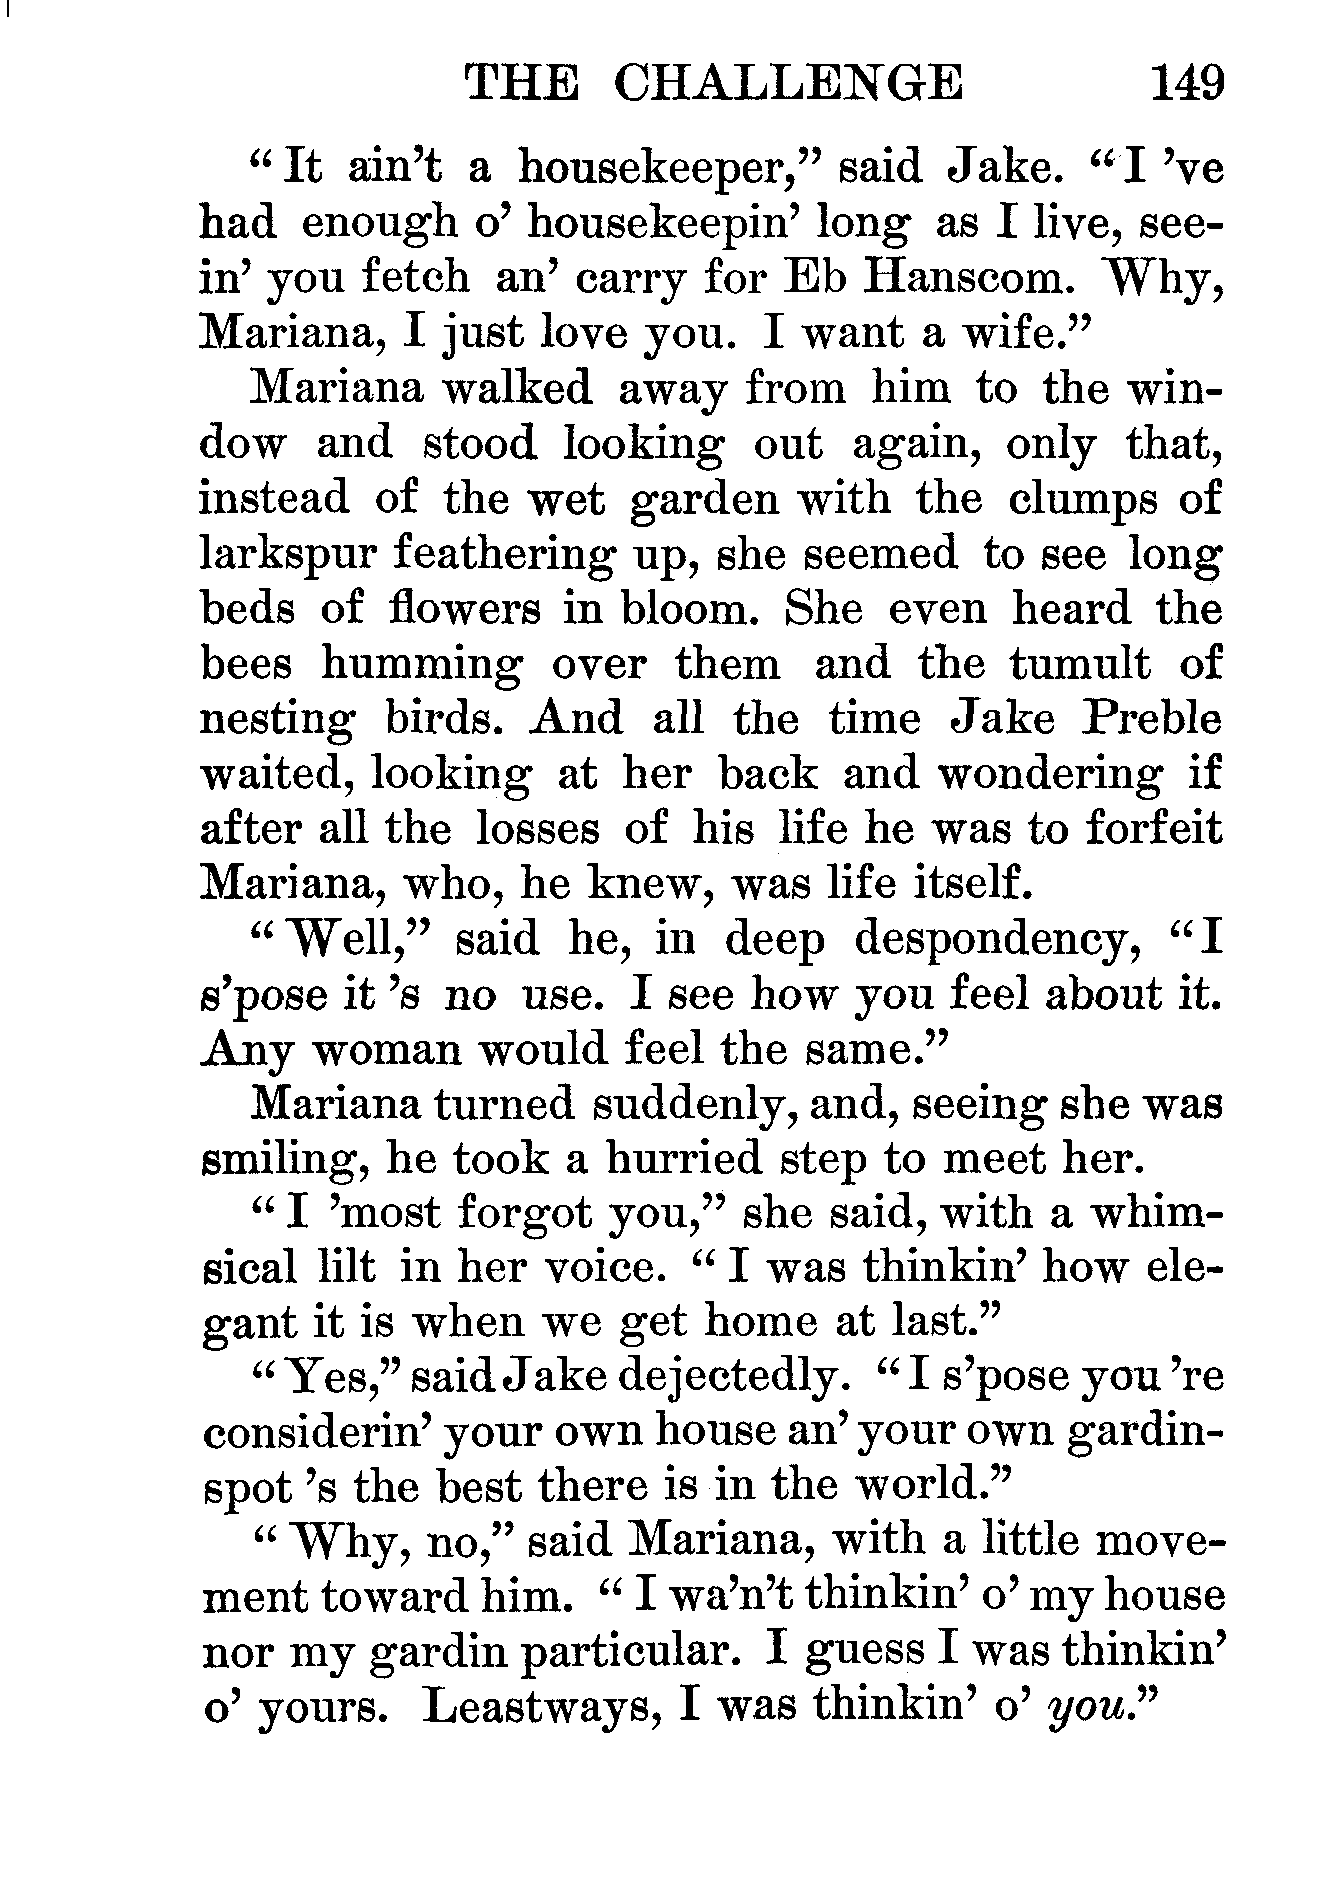 THE CHALLENGE 149
“ It ain’t a housekeeper,” said Jake. “ I ’ve
had enough o’ housekeepin’ long as I live, see-
in’ you fetch an’ carry for Eb Hanscom. Why,
Mariana, I just love you. I want a wife.”
Mariana walked away from him to the win-
dow and stood looking out again, only that,
instead of the wet garden with the clumps of
larkspur feathering up, she seemed to see long
beds of flowers in bloom. She even heard the
bees humming over them and the tumult of
nesting birds. And all the time Jake Preble
waited, looking at her back and wondering if
after all the losses of his life he was to forfeit
Mariana, who, he knew, was life itself.
“ Well,” said he, in deep despondency, “ I
s’pose it ’s no use. I see how you feel about it.
Any woman would feel the same.”
Mariana turned suddenly, and, seeing she was
smiling, he took a hurried step to meet her.
“ I ’most forgot you,” she said, with a whim-
sical lilt in her voice. “ I was thinkin’ how ele-
gant it is when we get home at last.”
“ Yes,” said Jake dejectedly. “ I s’pose you ’re
considerin’ your own house an’ your own gardin-
spot ’s the best there is in the world.”
“ Why, no,” said Mariana, with a little move-
ment toward him. “ I wa’n’t thinkin’ o’ my house
nor my gardin particular. I guess I was thinkin’
o’ yours. Leastways, I was thinkin’ o’ you.”